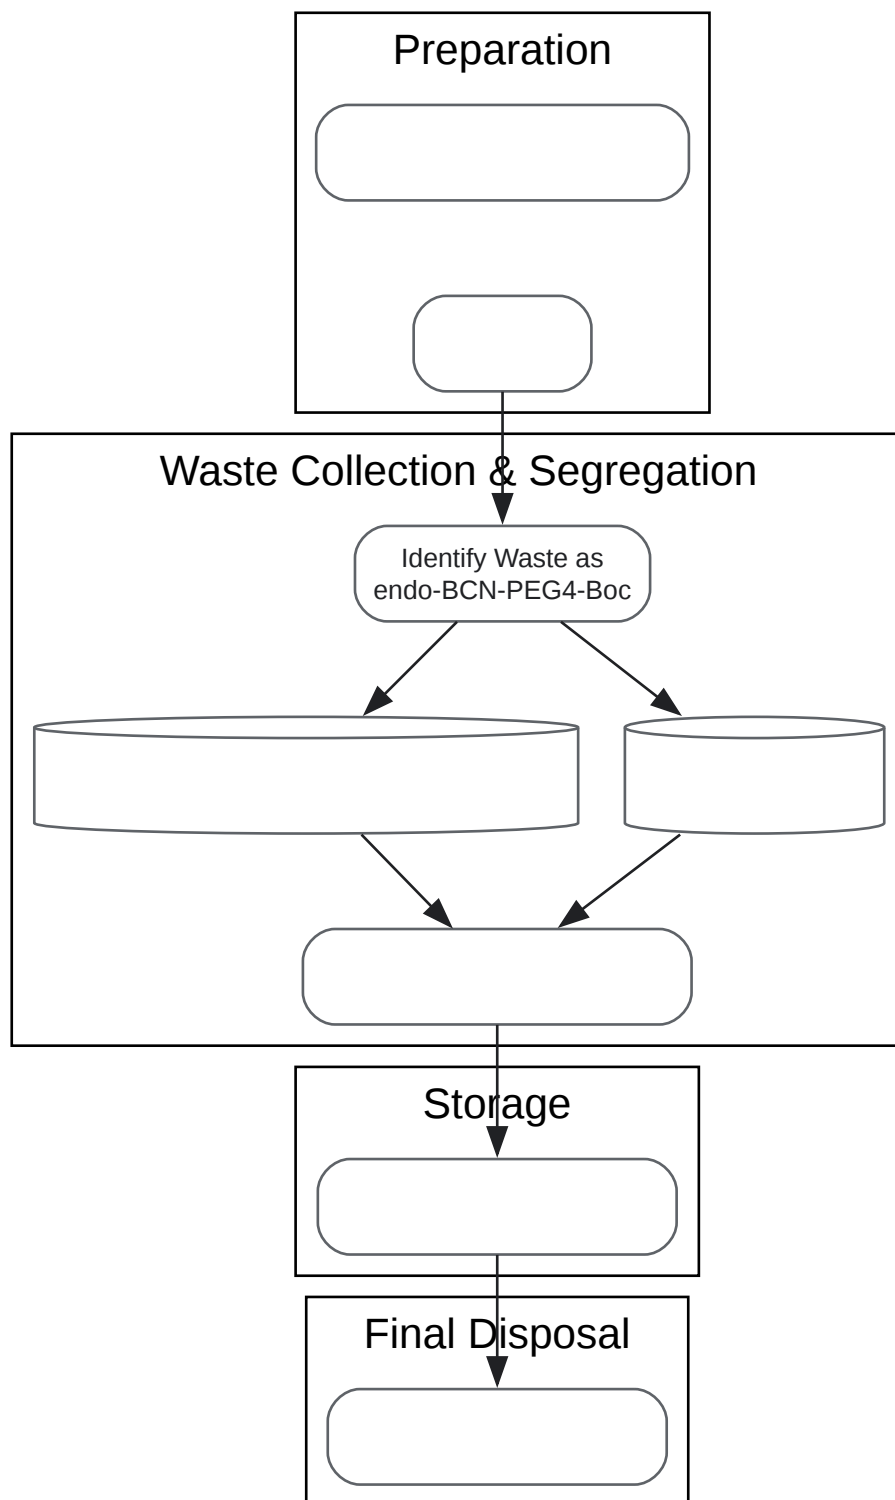 Preparation
Waste Collection & Segregation
Identify Waste as
endo-BCN-PEG4-Boc
Storage
Final Disposal